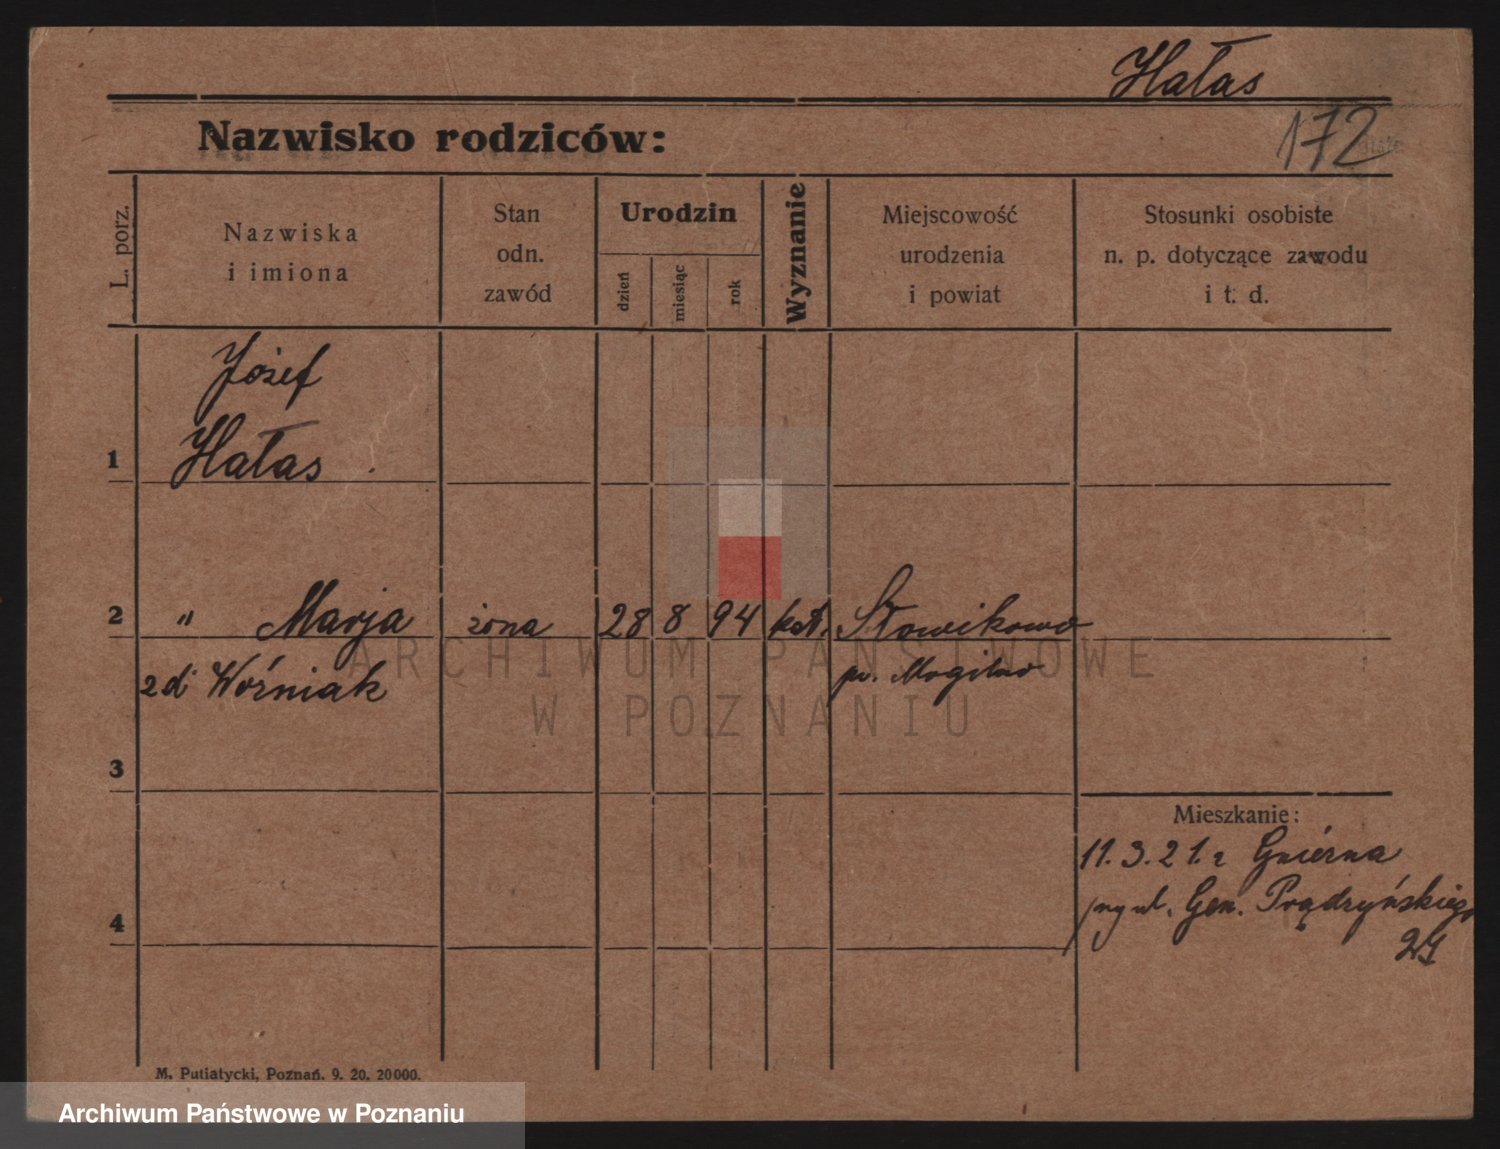 Hałas
172
Nazwisko rodziców:
L. porz.
Nazwiska
i imiona
Stan
odn.
zawód
Urodzin
dzień
miesiąc
rok
Wyznanie
Miejscowość
urodzenia
i powiat
Stosunki osobiste
n. p. dotyczące zawodu
i t. d.
Józef
1 Hałas
2 " Marja żona 28 8 94 kat. Słowikowo
zd Woźniak pw. Mogilno
3
Mieszkanie:
11.3.21. z
4 ul. Gen. Prądzyńskiego
M. Putiatycki, Poznań. 9. 20. 20000.
ARCHIWUM PAŃSTWOWE
W POZNANIU
Archiwum Państwowe w Poznaniu